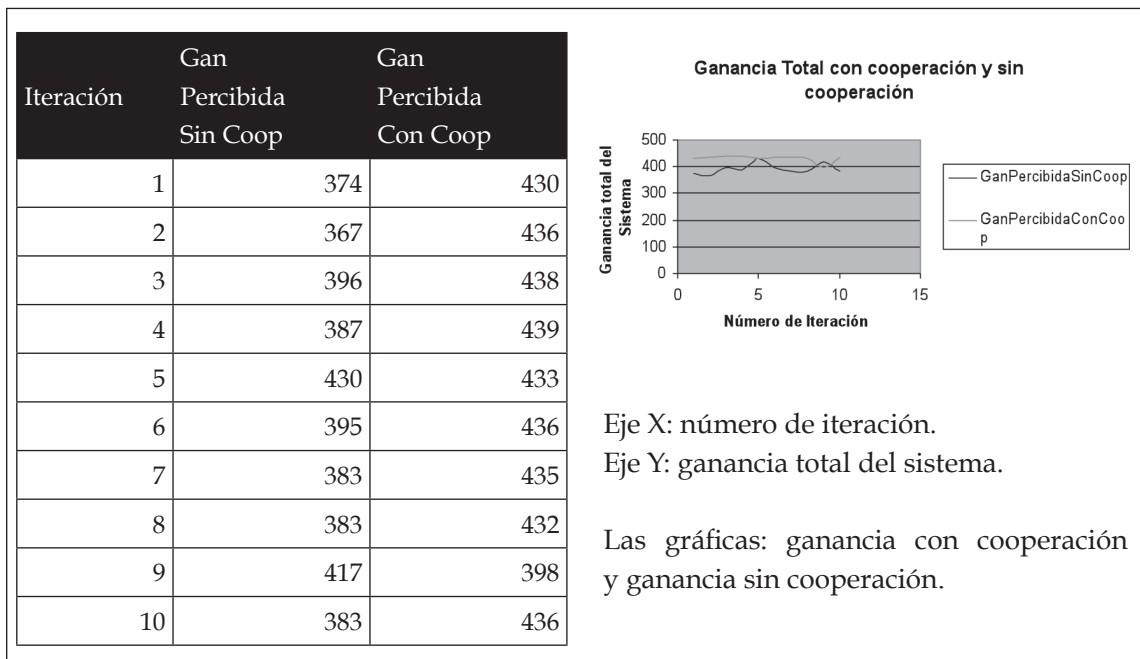 Iteración
Gan
Percibida
Sin Coop
Gan
Percibida
Con Coop
1 374 430
2 367 436
3 396 438
4 387 439
5 430 433
6 395 436
7 383 435
8 383 432
9 417 398
10 383 436
Ganancia Total con cooperación y sin
cooperación
Ganancia total del
Sistema
500
400
300
200
100
0
0 5 10 15
Número de Iteración
GanPercibidaSinCoop
GanPercibidaConCoo
p
Eje X: número de iteración.
Eje Y: ganancia total del sistema.
Las gráficas: ganancia con cooperación
y ganancia sin cooperación.